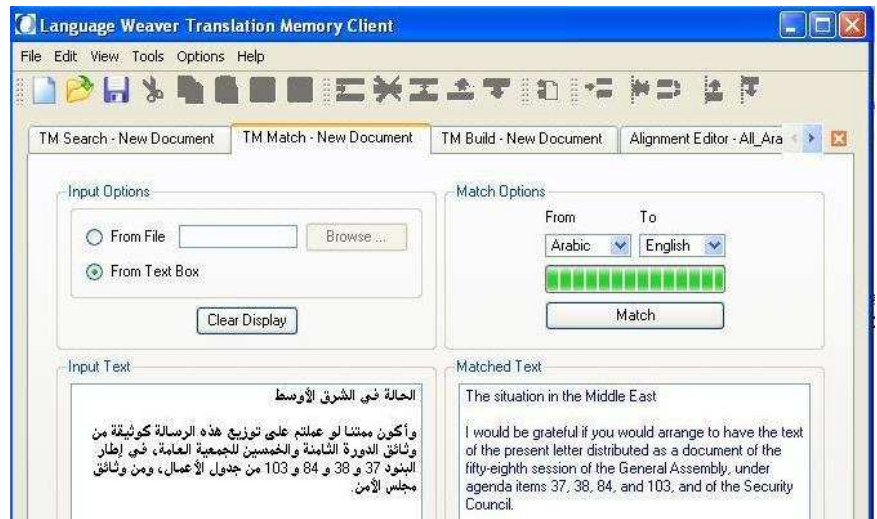 Language Weaver Translation Memory Client
File Edit View Tools Options Help
TM Search - New Document
TM Match - New Document
TM Build - New Document
Alignment Editor - All_Ara
Input Options
From File
Browse ...
From Text Box
Clear Display
Match Options
From To
Arabic English
Match
Input Text
الحالة في الشرق الأوسط
وأكون ممتنا لو عملتم على توزيع هذه الرسالة كوثيقة من
وثائق الدورة الثامنة والخمسين للجمعية العامة، في إطار
البنود 37 و 38 و 84 و 103 من جدول الأعمال، ومن وثائق
مجلس الأمن.
Matched Text
The situation in the Middle East
I would be grateful if you would arrange to have the text
of the present letter distributed as a document of the
fifty-eighth session of the General Assembly, under
agenda items 37, 38, 84, and 103, and of the Security
Council.